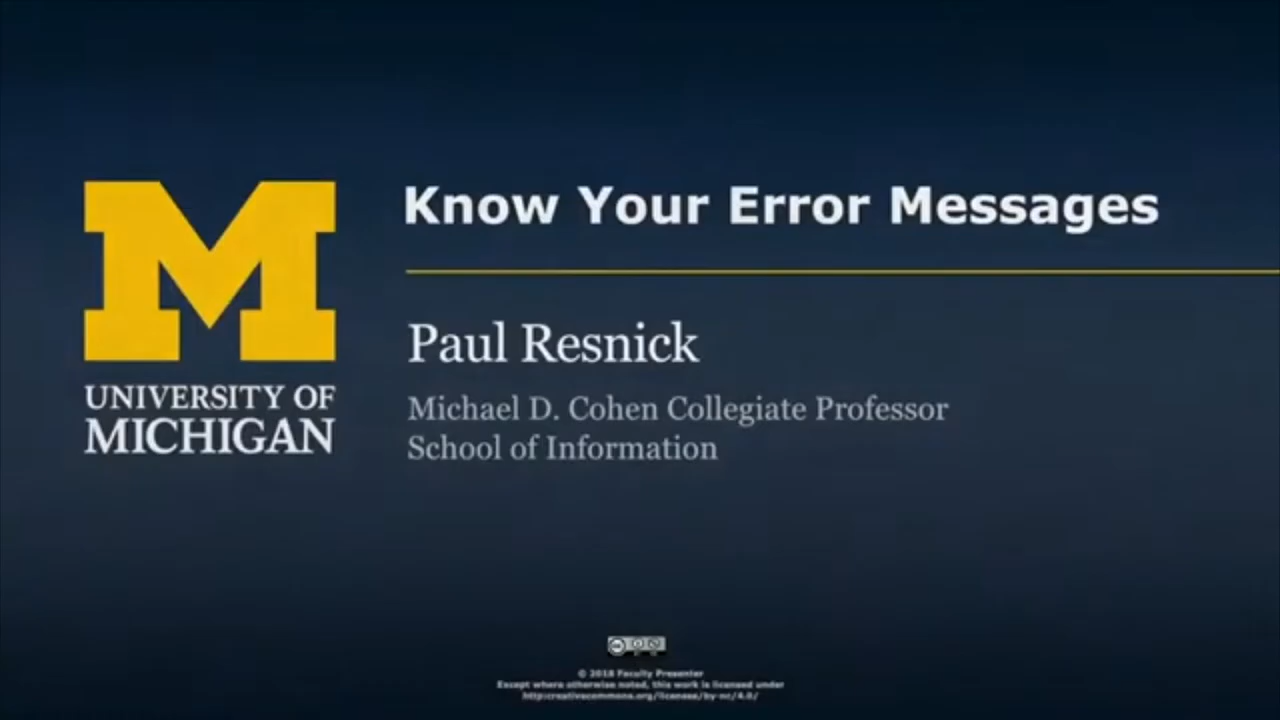 Know Your Error Messages
Paul Resnick
Michael D. Cohen Collegiate Professor
School of Information
M
UNIVERSITY OF
MICHIGAN
© 2018 Faculty Presenter
Except where otherwise noted, this work is licensed under
http:creativecommons.org/licenses/by-nc/4.0/